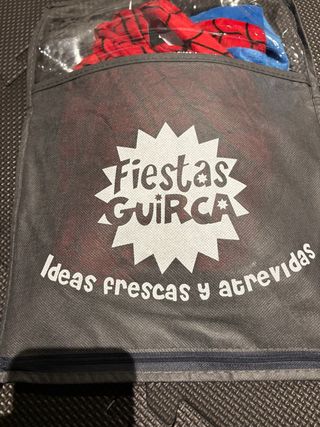 Fiestas
GUiRCA
Ideas frescas y atrevidas